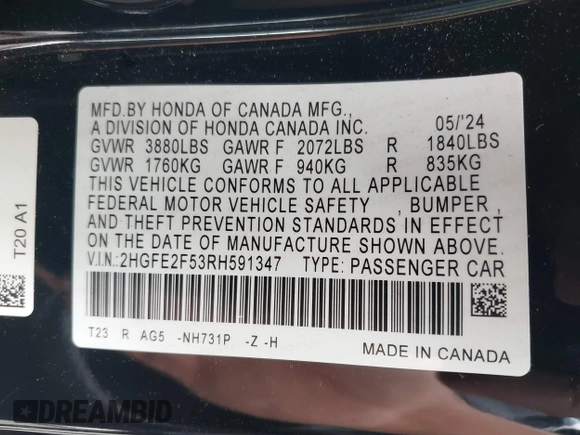 MFD.BY HONDA OF CANADA MFG.,
A DIVISION OF HONDA CANADA INC. 05/'24
GVWR 3880LBS GAWR F 2072LBS R 1840LBS
GVWR 1760KG GAWR F 940KG R 835KG
THIS VEHICLE CONFORMS TO ALL APPLICABLE
FEDERAL MOTOR VEHICLE SAFETY , BUMPER ,
AND THEFT PREVENTION STANDARDS IN EFFECT
ON THE DATE OF MANUFACTURE SHOWN ABOVE.
V.I.N.: 2HGFE2F53RH591347 TYPE: PASSENGER CAR
T23 R AG5 -NH731P -Z -H
MADE IN CANADA
T20 A1
DREAMBID